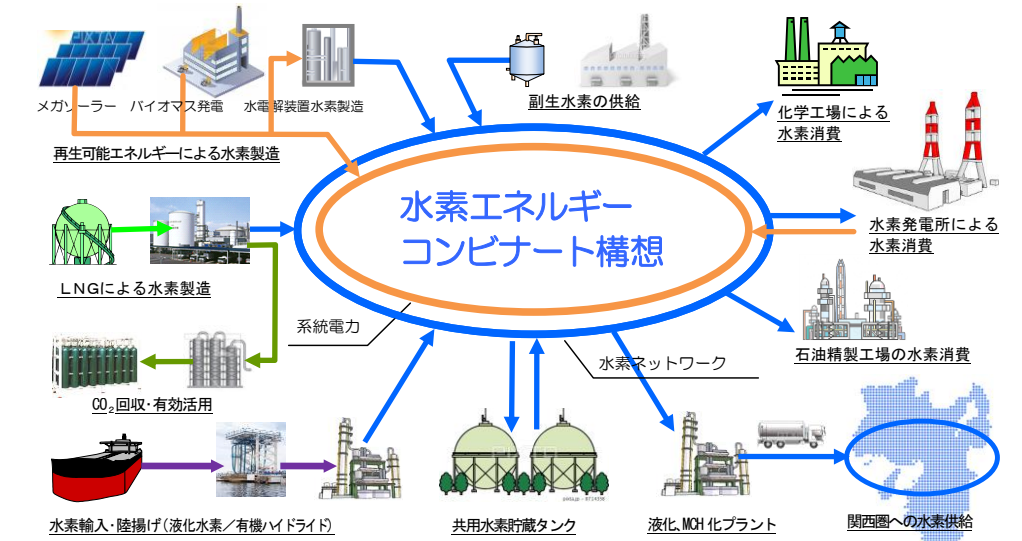 PIXTA
メガソーラー
バイオマス発電
水電解装置水素製造
再生可能エネルギーによる水素製造
副生水素の供給
化学工場による
水素消費
水素エネルギー
コンビナート構想
水素発電所による
水素消費
LNGによる水素製造
系統電力
水素ネットワーク
石油精製工場の水素消費
CO₂回収・有効活用
水素輸入・陸揚げ（液化水素／有機ハイドライド）
共用水素貯蔵タンク
液化、MCH化プラント
関西圏への水素供給